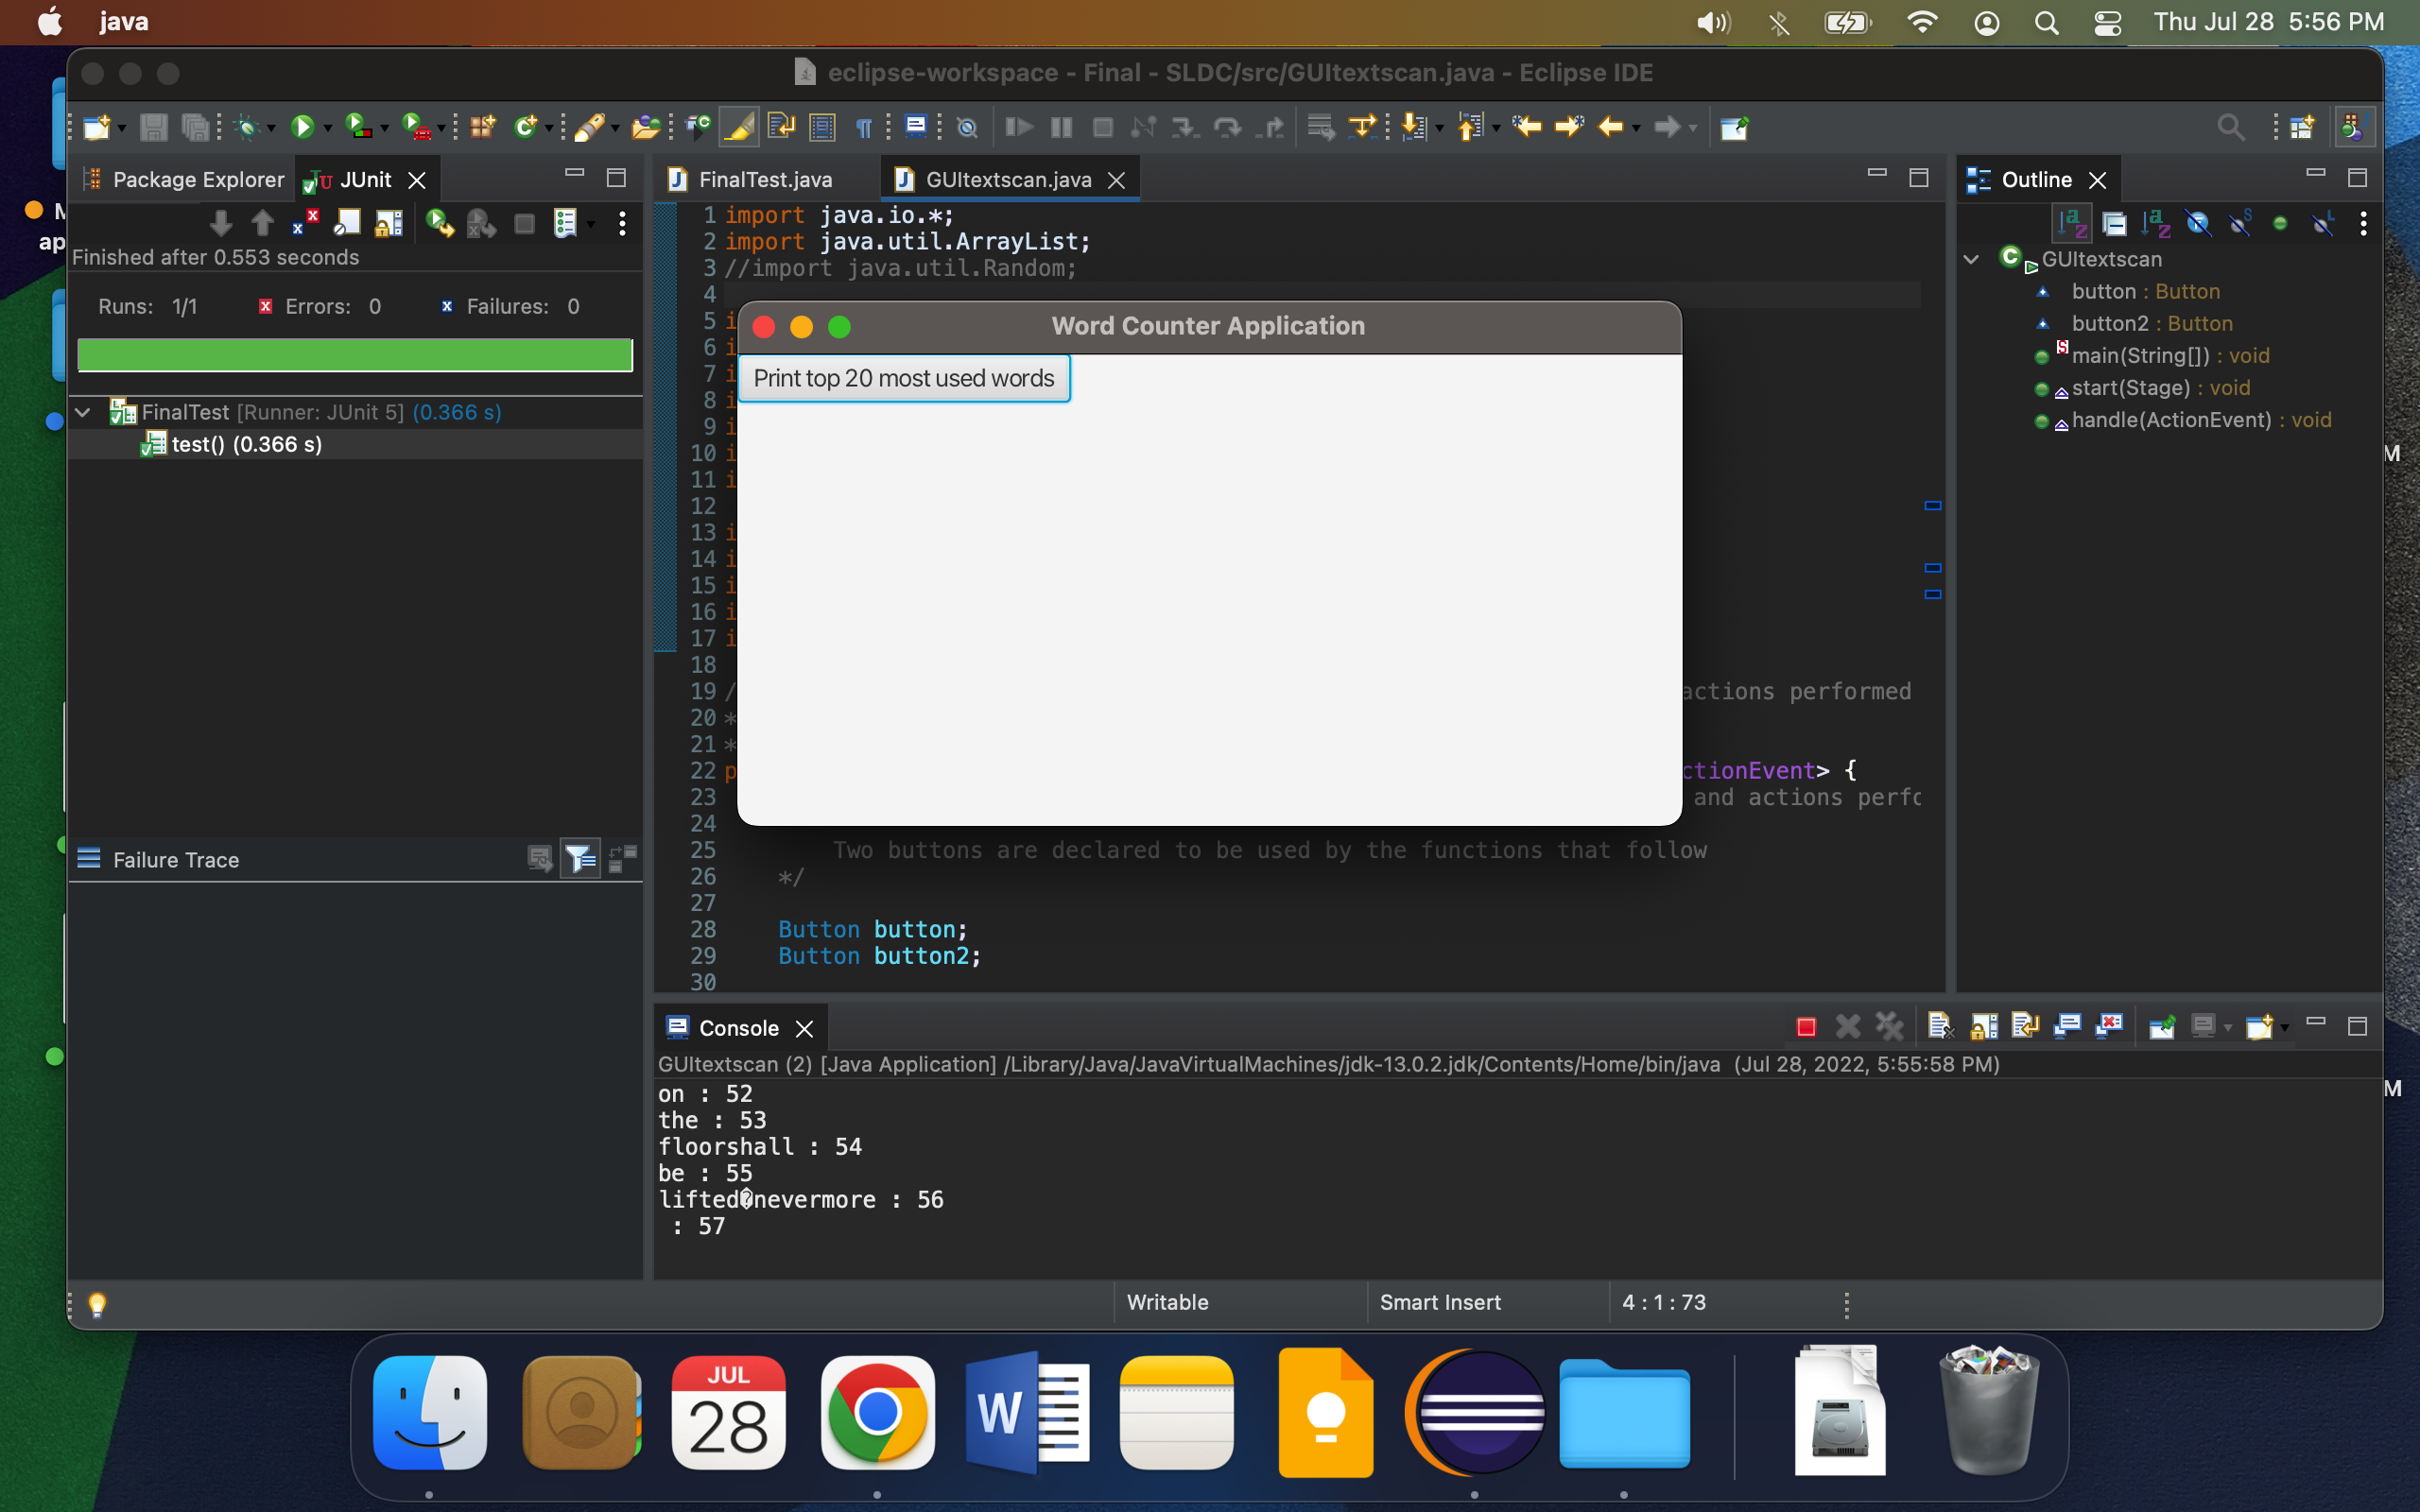 java
Thu Jul 28 5:56 PM
eclipse-workspace - Final - SLDC/src/GUItextscan.java - Eclipse IDE
Package Explorer
JUnit
FinalTest.java
GUItextscan.java
Outline
Finished after 0.553 seconds
Runs: 1/1
Errors: 0
Failures: 0
FinalTest [Runner: JUnit 5] (0.366 s)
test() (0.366 s)
Failure Trace
1 import java.io.*;
2 import java.util.ArrayList;
3 //import java.util.Random;
4
5 i
6 i
7 i
8 i
9 i
10 i
11 i
12
13 i
14 i
15 i
16 i
17 i
18
19 / actions performed
20 *
21 *
22 p ctionEvent> {
23 and actions perfo
24
25 Two buttons are declared to be used by the functions that follow
26 */
27
28 Button button;
29 Button button2;
30
Word Counter Application
Print top 20 most used words
GUItextscan
button : Button
button2 : Button
main(String[]) : void
start(Stage) : void
handle(ActionEvent) : void
Console
GUItextscan (2) [Java Application] /Library/Java/JavaVirtualMachines/jdk-13.0.2.jdk/Contents/Home/bin/java (Jul 28, 2022, 5:55:58 PM)
on : 52
the : 53
floorshall : 54
be : 55
lifted�nevermore : 56
: 57
Writable
Smart Insert
4 : 1 : 73
M
ap
M
M
JUL
28
W